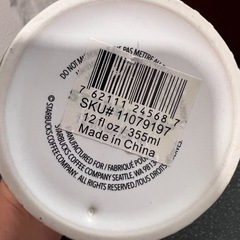 7 62111 24568 7
SKU# 11079197
12 fl oz / 355ml
Made in China
DO NOT
PAS METTRE AU
©STARBUCKS
STARBUCKS COFFEE COMPANY.
COFFEE COMPANY, SEATTLE, WA
MANUFACTURED FOR / FABRIQUÉ POUR
ALL RIGHTS RESERVED/TOUS DROITS